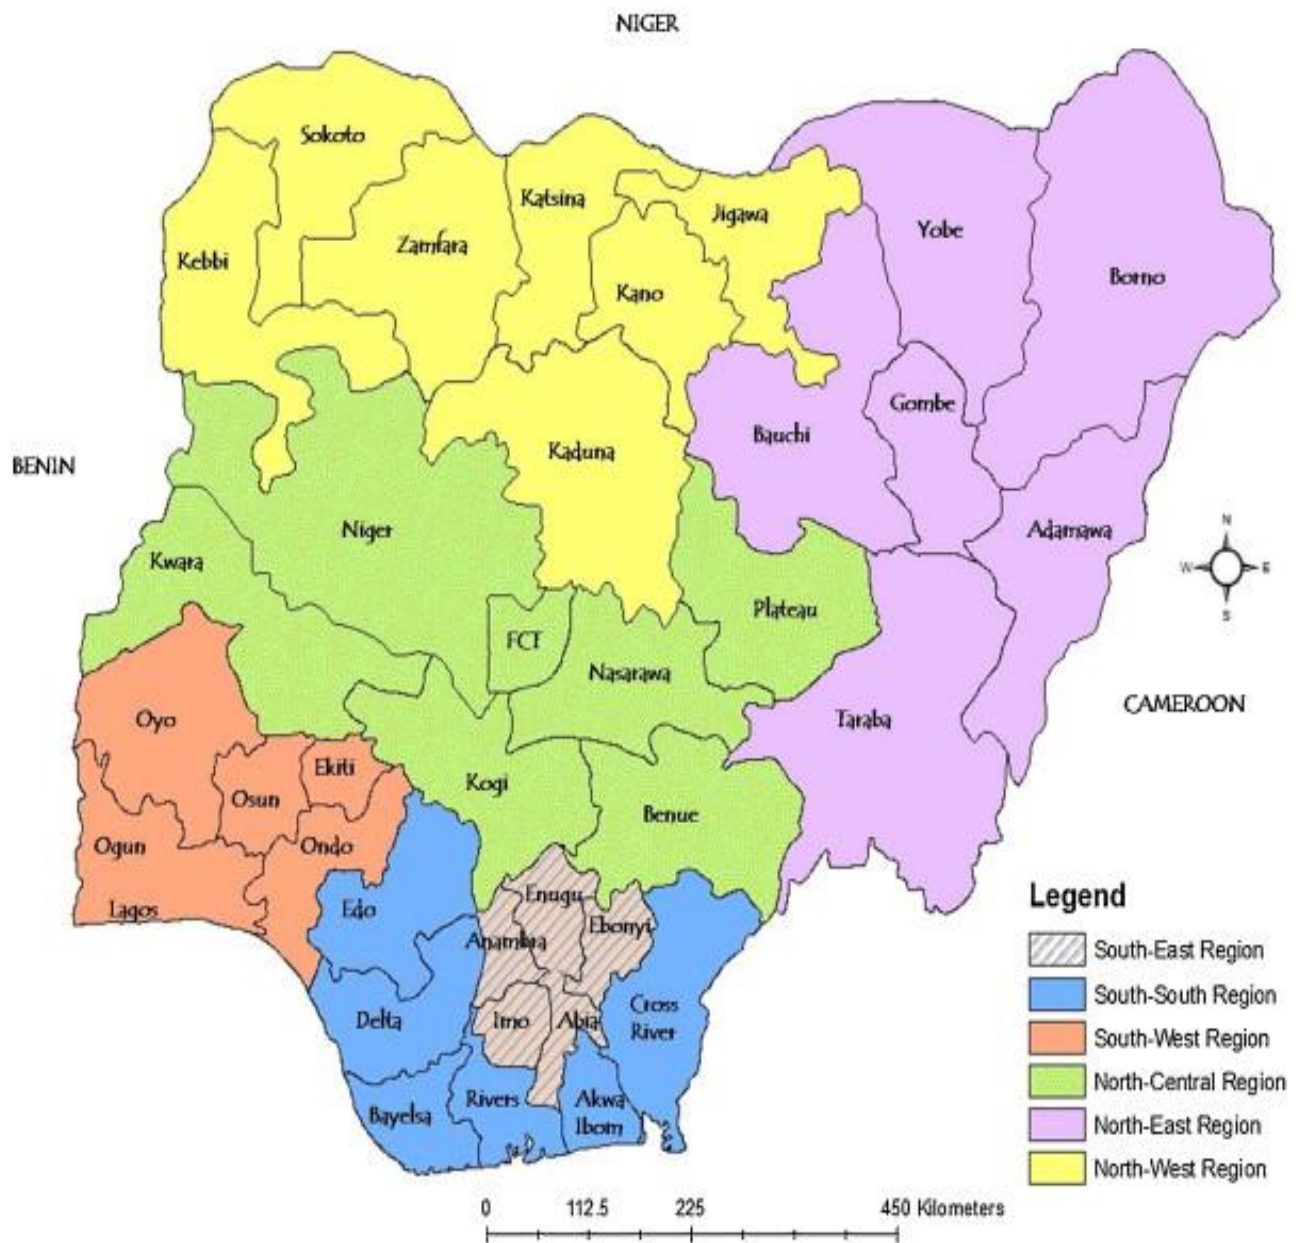 NIGER
Sokoto
Katsina
Jigawa
Zamfara
Yobe
Kebbi
Kano
Borno
Gombe
Bauchi
Kaduna
BENIN
Niger
Adamawa
N
W E
S
Kwara
Plateau
FCT
Nasarawa
CAMEROON
Oyo
Taraba
Ekiti
Kogi
Osun
Benue
Ogun
Ondo
Lagos
Edo
Enugu
Ebonyi
Anambra
Delta
Imo
Abia
Cross
River
Bayelsa
Rivers
Akwa
Ibom
Legend
South-East Region
South-South Region
South-West Region
North-Central Region
North-East Region
North-West Region
0 112.5 225 450 Kilometers